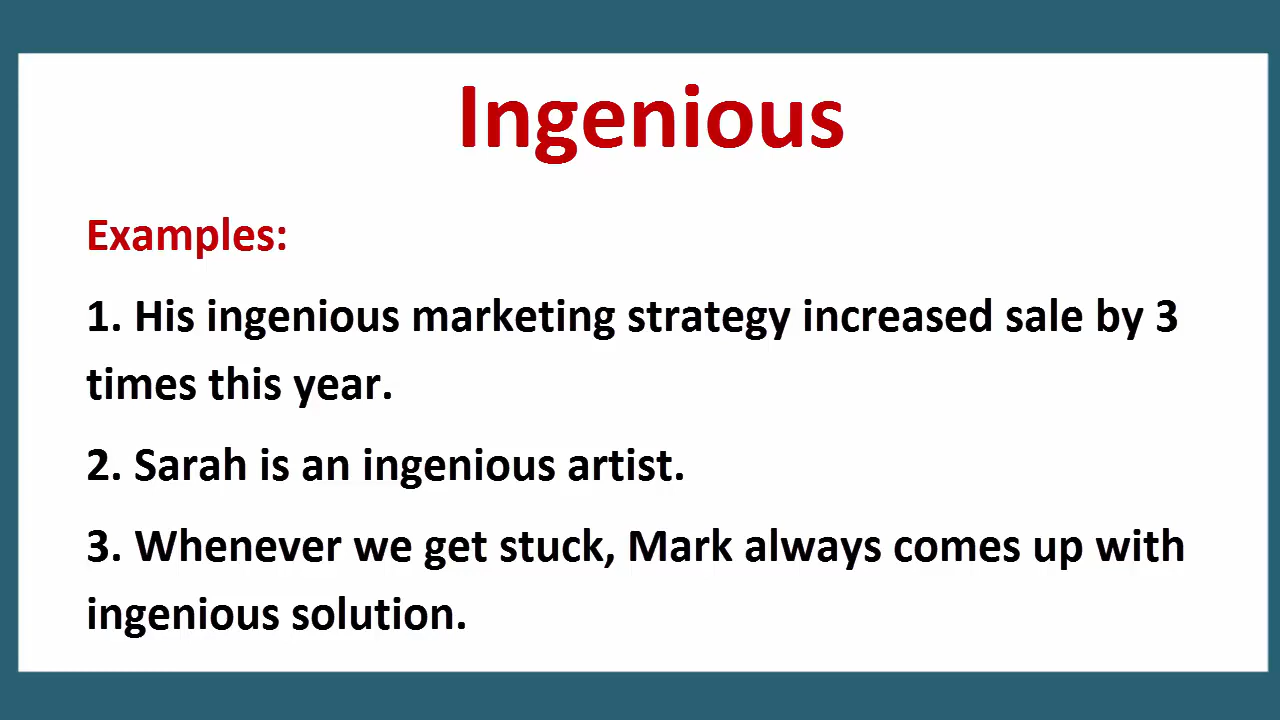 Ingenious
Examples:
1. His ingenious marketing strategy increased sale by 3
times this year.
2. Sarah is an ingenious artist.
3. Whenever we get stuck, Mark always comes up with
ingenious solution.